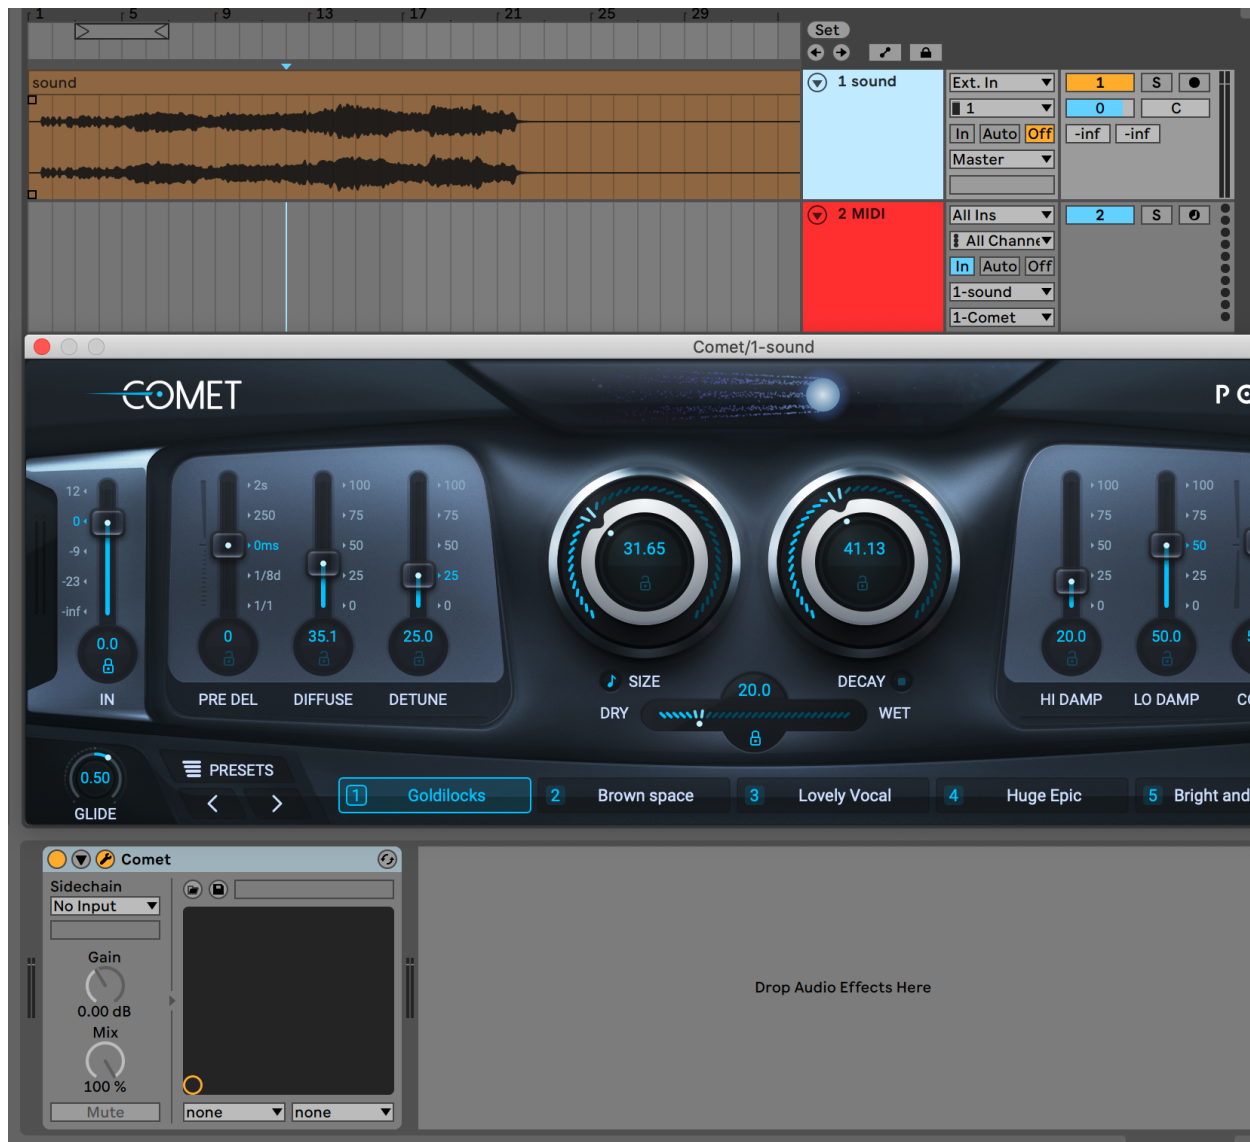 1 5 9 13 17 21 25 29
Set
sound
1 sound
Ext. In
1 S
1
0 C
In Auto Off
-inf -inf
Master
2 MIDI
All Ins
2 S
All Channe
In Auto Off
1-sound
1-Comet
Comet/1-sound
COMET
PO
12
0
-9
-23
-inf
0.0
IN
2s
250
0ms
1/8d
1/1
0
PRE DEL
100
75
50
25
0
35.1
DIFFUSE
100
75
50
25
0
25.0
DETUNE
31.65
SIZE
41.13
DECAY
20.0
DRY
WET
100
75
50
25
0
20.0
HI DAMP
100
75
50
25
0
50.0
LO DAMP
5
CO
0.50
GLIDE
PRESETS
1 Goldilocks
2 Brown space
3 Lovely Vocal
4 Huge Epic
5 Bright and
Comet
Sidechain
No Input
Gain
0.00 dB
Mix
100 %
Mute
none none
Drop Audio Effects Here